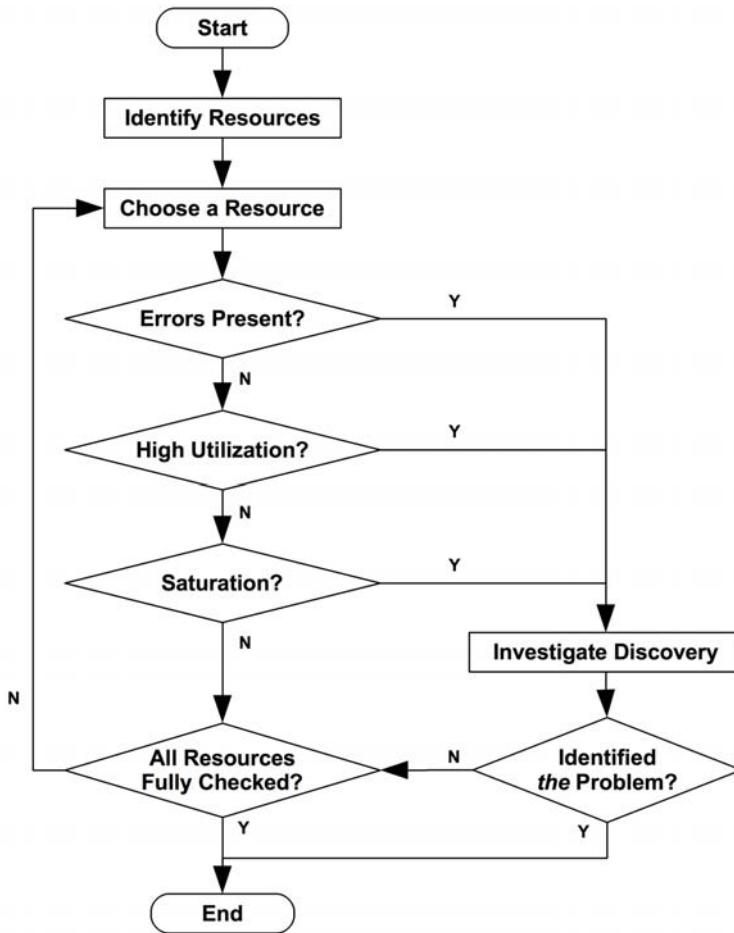 Start
Identify Resources
Choose a Resource
Errors Present?
Y
N
High Utilization?
Y
N
Saturation?
Y
N
Investigate Discovery
N
All Resources
Fully Checked?
N
Identified
the Problem?
Y
Y
End